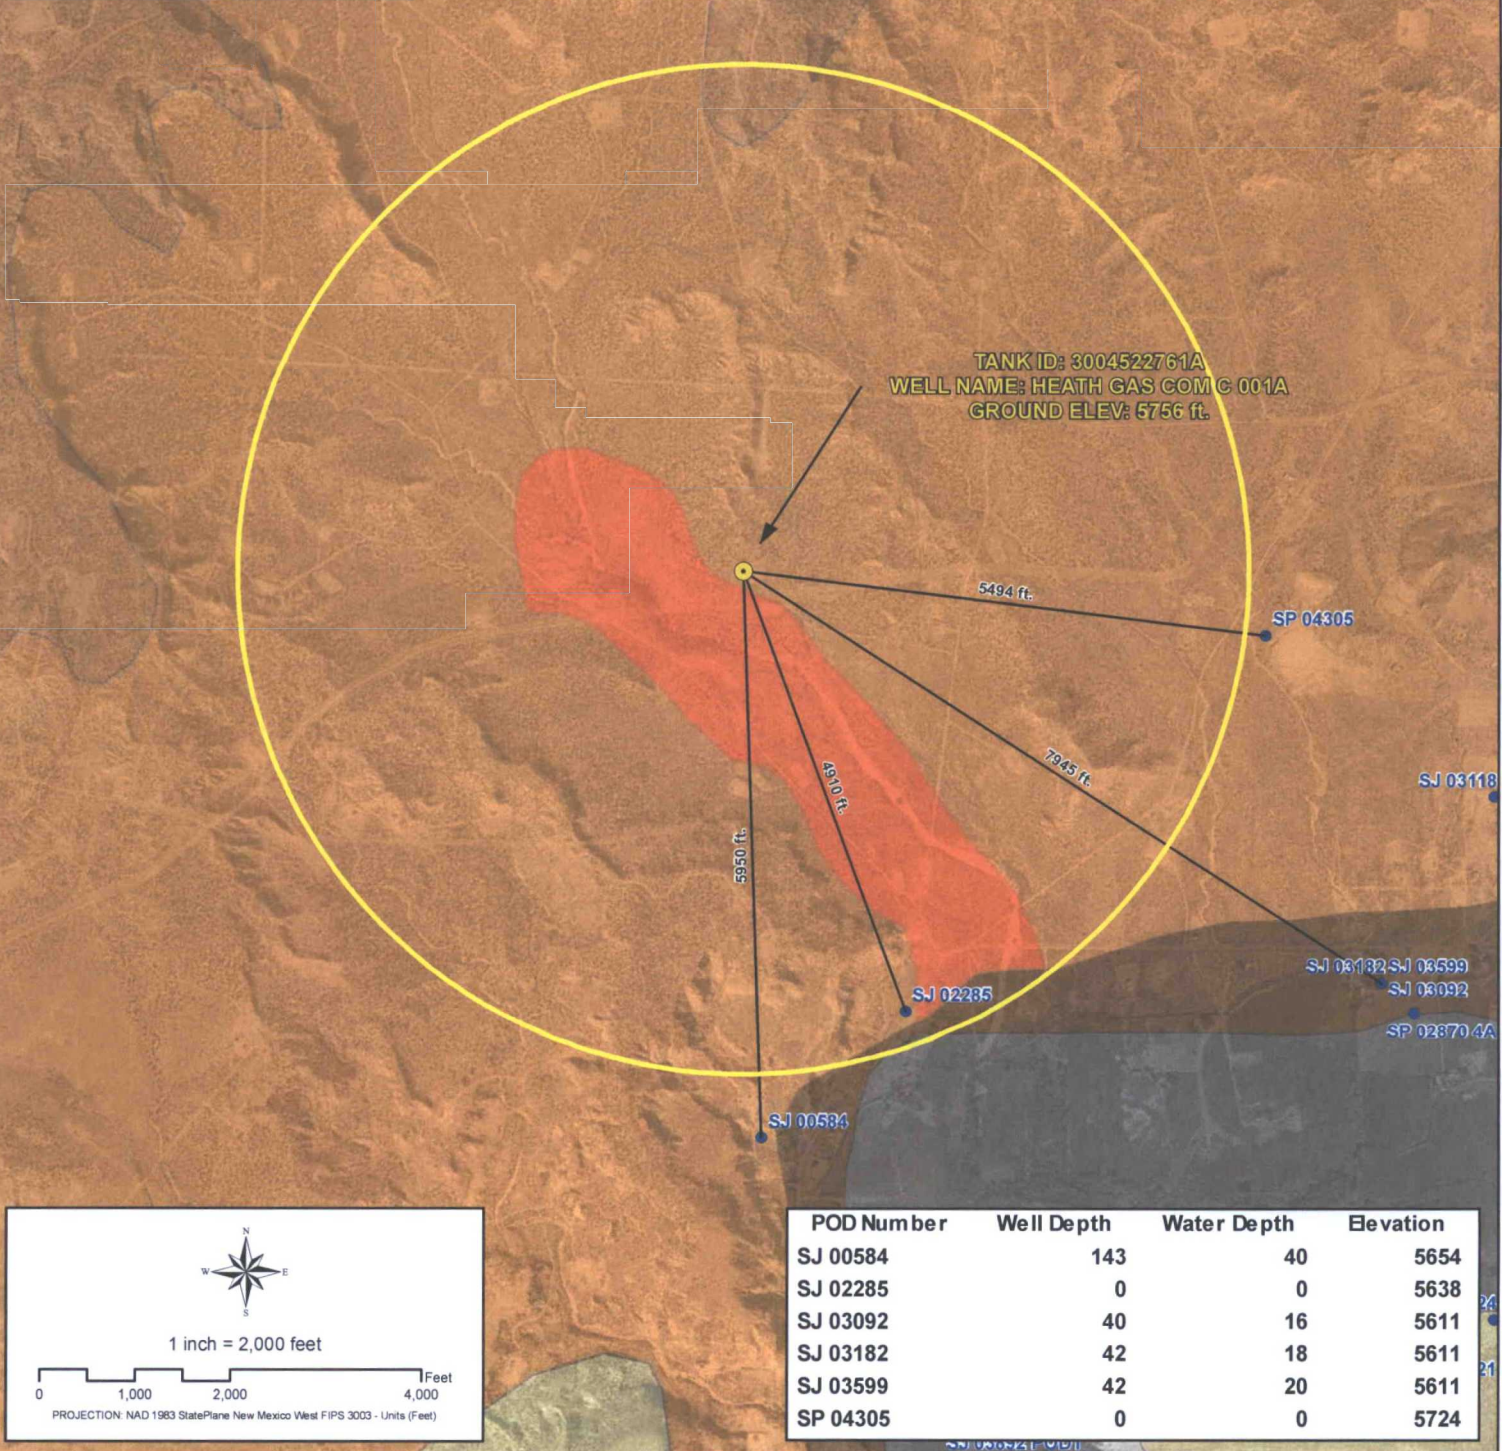 TANK ID: 3004522761A
WELL NAME: HEATH GAS COM C 001A
GROUND ELEV: 5756 ft.
5494 ft.
SP 04305
7945 ft.
4910 ft.
5950 ft.
SJ 03118
SJ 03182 SJ 03599
SJ 03092
SJ 02285
SP 02870 4A
SJ 00584
N
W E
S
1 inch = 2,000 feet
Feet
0 1,000 2,000 4,000
PROJECTION: NAD 1983 StatePlane New Mexico West FIPS 3003 - Units (Feet)
POD Number Well Depth Water Depth Elevation
SJ 00584 143 40 5654
SJ 02285 0 0 5638
SJ 03092 40 16 5611
SJ 03182 42 18 5611
SJ 03599 42 20 5611
SP 04305 0 0 5724
24
21
SJ 03892 POD1